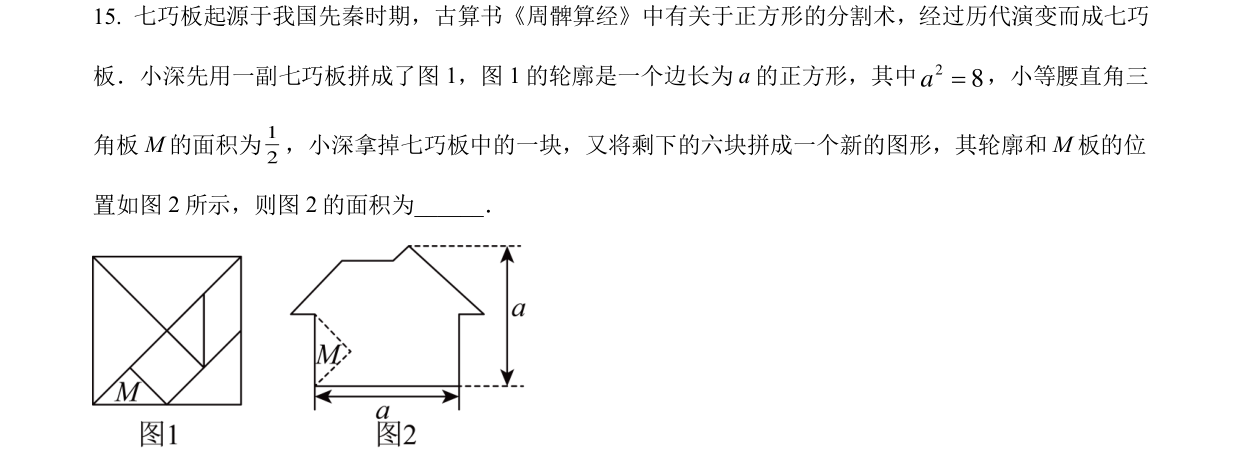 15. 七巧板起源于我国先秦时期，古算书《周髀算经》中有关于正方形的分割术，经过历代演变而成七巧
板．小深先用一副七巧板拼成了图 1，图 1 的轮廓是一个边长为 a 的正方形，其中 a² = 8，小等腰直角三
角板 M 的面积为 1/2，小深拿掉七巧板中的一块，又将剩下的六块拼成一个新的图形，其轮廓和 M 板的位
置如图 2 所示，则图 2 的面积为______．
a
M
M
a
图1
图2